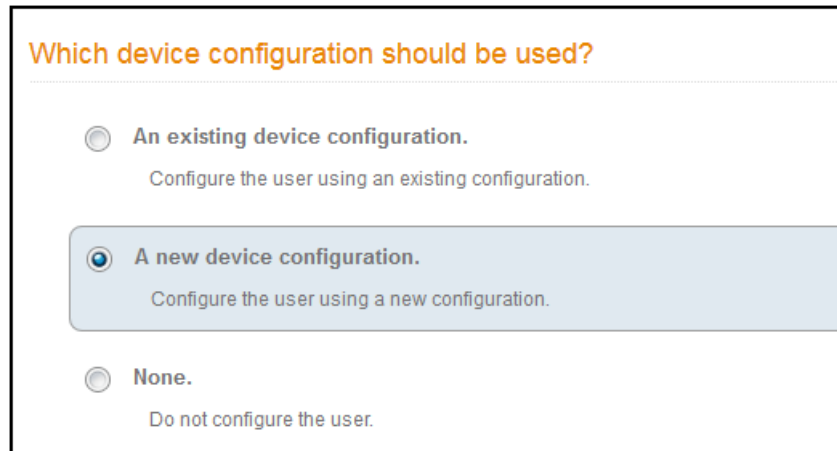 Which device configuration should be used?
An existing device configuration.
Configure the user using an existing configuration.
A new device configuration.
Configure the user using a new configuration.
None.
Do not configure the user.